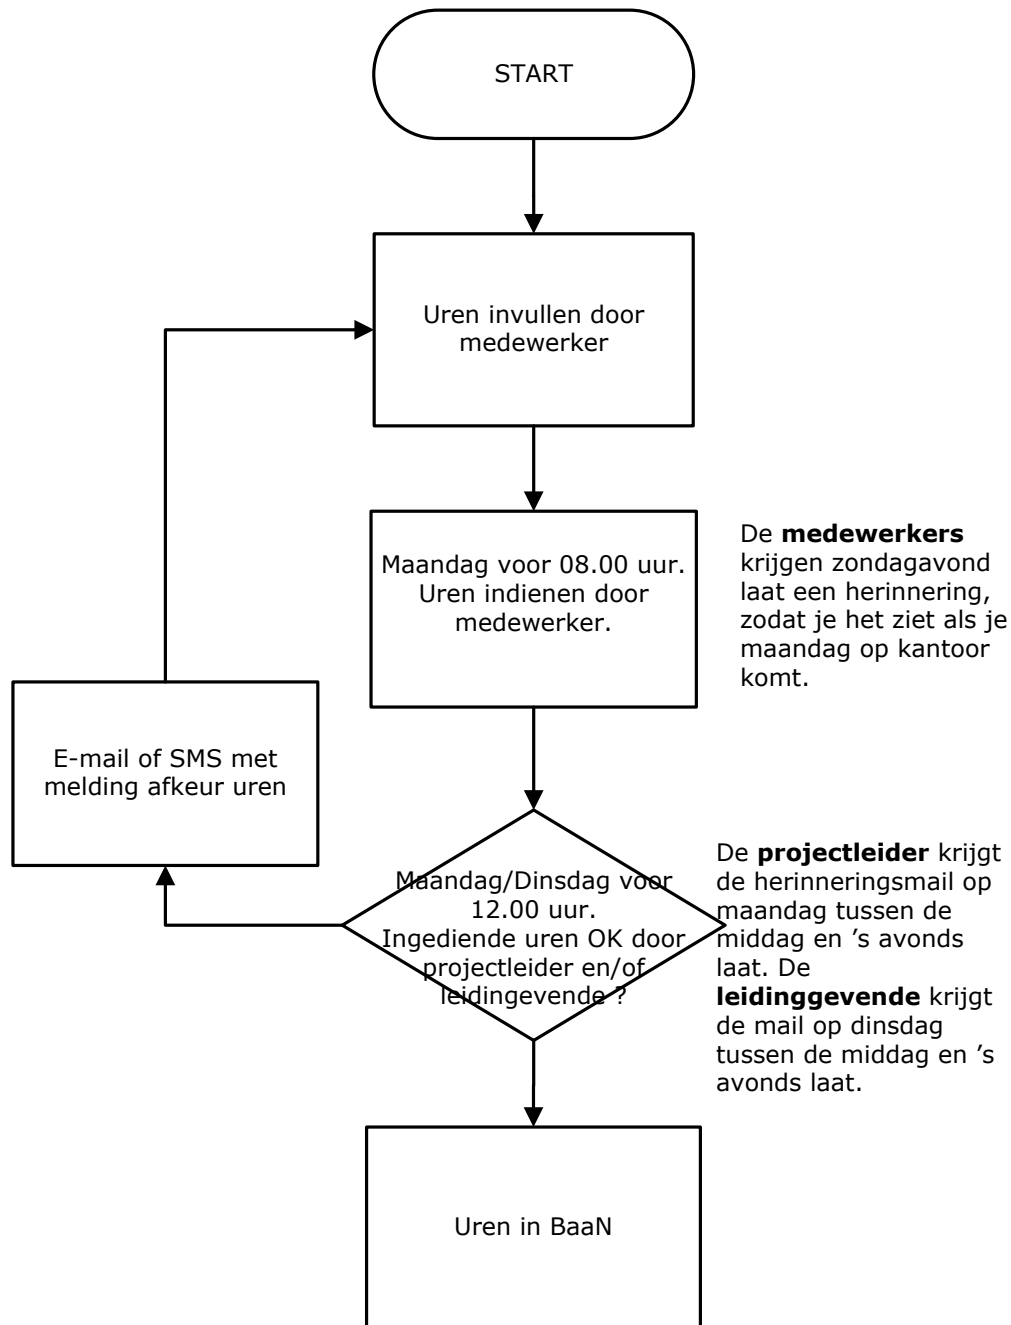 START
Uren invullen door
medewerker
Maandag voor 08.00 uur.
Uren indienen door
medewerker.
De medewerkers
krijgen zondagavond
laat een herinnering,
zodat je het ziet als je
maandag op kantoor
komt.
E-mail of SMS met
melding afkeur uren
Maandag/Dinsdag voor
12.00 uur.
Ingediende uren OK door
projectleider en/of
leidingevende ?
De projectleider krijgt
de herinneringsmail op
maandag tussen de
middag en ’s avonds
laat. De
leidinggevende krijgt
de mail op dinsdag
tussen de middag en ’s
avonds laat.
Uren in BaaN